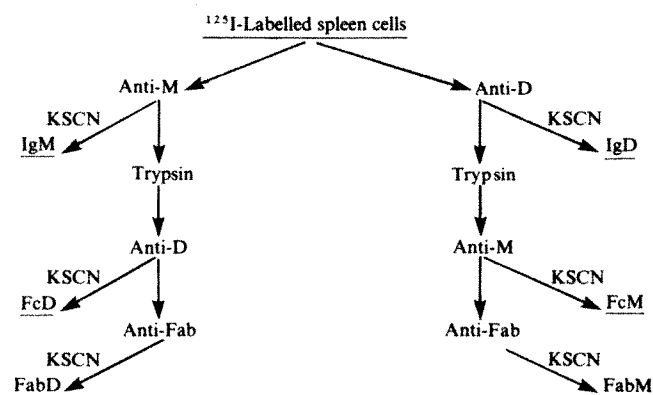 ¹²⁵I-Labelled spleen cells
Anti-M Anti-D
KSCN KSCN
IgM IgD
Trypsin Trypsin
Anti-D Anti-M
KSCN KSCN
FcD FcM
Anti-Fab Anti-Fab
KSCN KSCN
FabD FabM